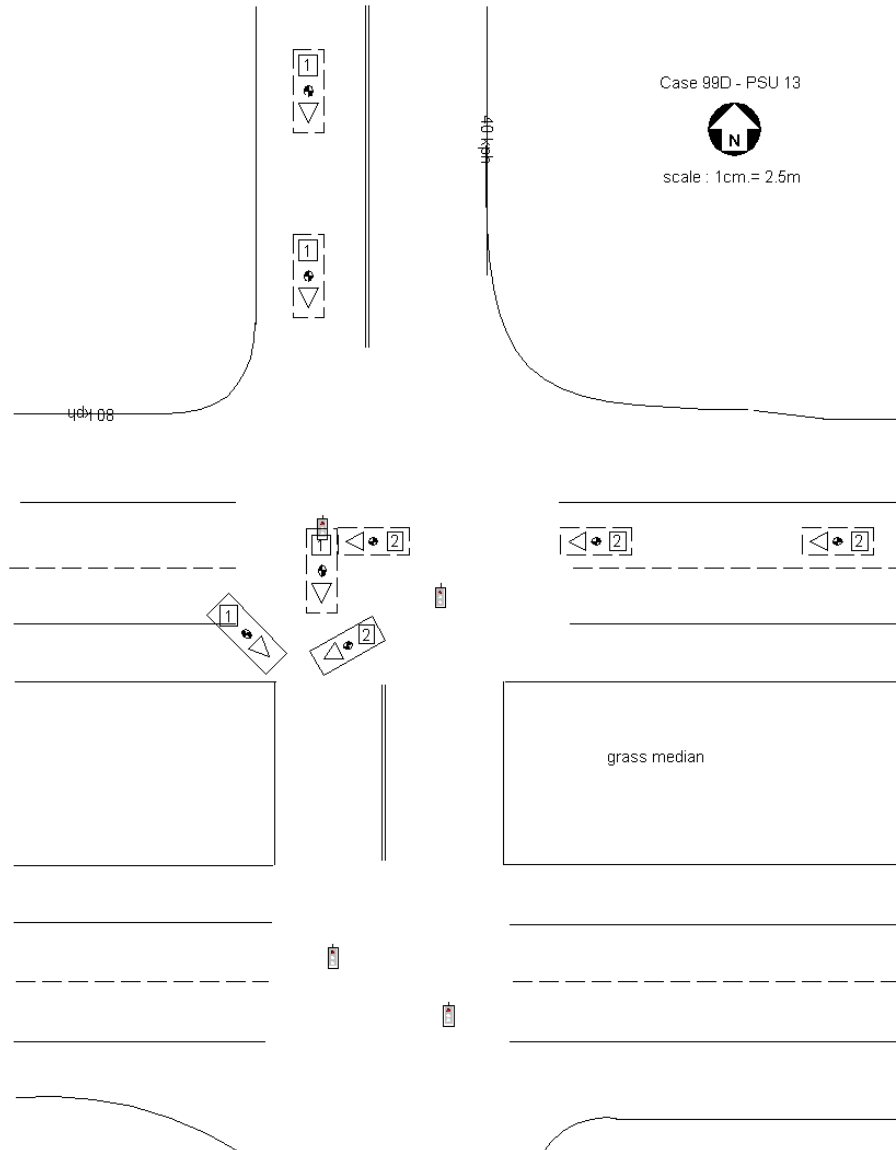 1
Case 99D - PSU 13
40 kph
N
scale : 1cm.= 2.5m
1
80 kph
1
2
2
2
1
2
grass median